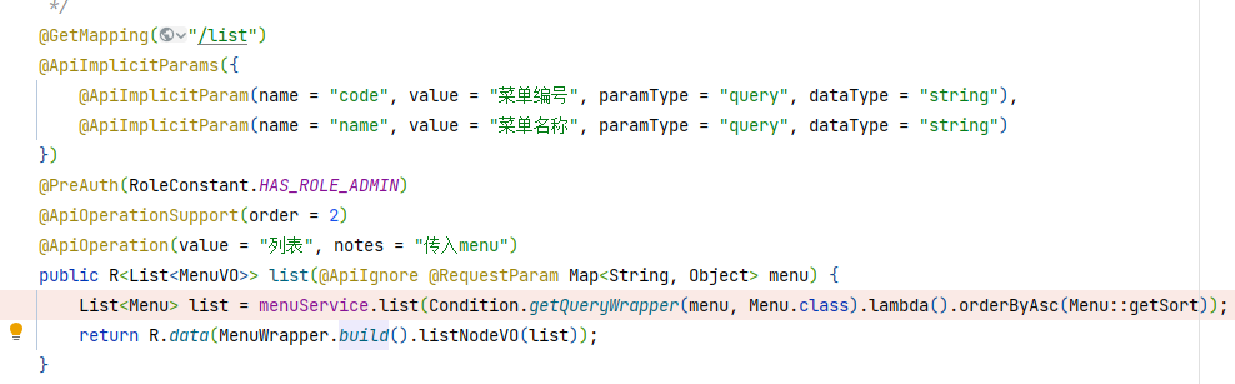 */
@GetMapping("/list")
@ApiImplicitParams({
@ApiImplicitParam(name = "code", value = "菜单编号", paramType = "query", dataType = "string"),
@ApiImplicitParam(name = "name", value = "菜单名称", paramType = "query", dataType = "string")
})
@PreAuth(RoleConstant.HAS_ROLE_ADMIN)
@ApiOperationSupport(order = 2)
@ApiOperation(value = "列表", notes = "传入menu")
public R<List<MenuVO>> list(@ApiIgnore @RequestParam Map<String, Object> menu) {
List<Menu> list = menuService.list(Condition.getQueryWrapper(menu, Menu.class).lambda().orderByAsc(Menu::getSort));
return R.data(MenuWrapper.build().listNodeVO(list));
}